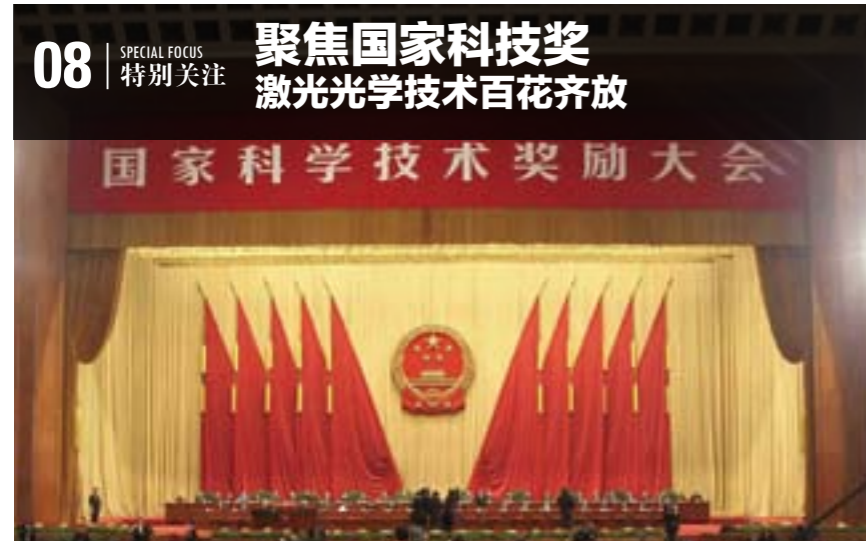 08
SPECIAL FOCUS
特别关注
聚焦国家科技奖
激光光学技术百花齐放
国家科学技术奖励大会